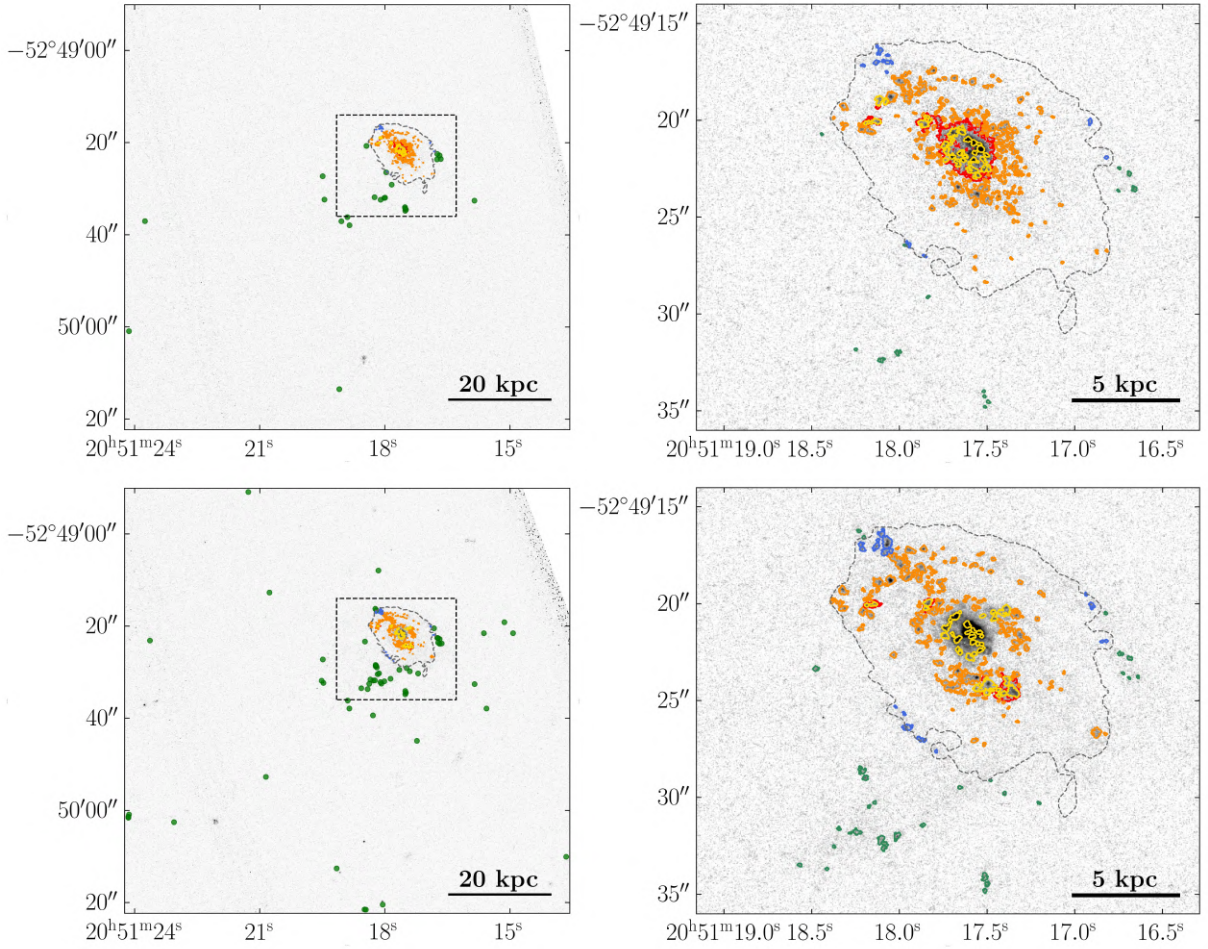 −52°49′00″
20″
40″
50′00″
20″
20 kpc
20ʰ51ᵐ24ˢ
21ˢ
18ˢ
15ˢ
−52°49′15″
20″
25″
30″
35″
5 kpc
20ʰ51ᵐ19.0ˢ
18.5ˢ
18.0ˢ
17.5ˢ
17.0ˢ
16.5ˢ
−52°49′00″
20″
40″
50′00″
20″
20 kpc
20ʰ51ᵐ24ˢ
21ˢ
18ˢ
15ˢ
−52°49′15″
20″
25″
30″
35″
5 kpc
20ʰ51ᵐ19.0ˢ
18.5ˢ
18.0ˢ
17.5ˢ
17.0ˢ
16.5ˢ